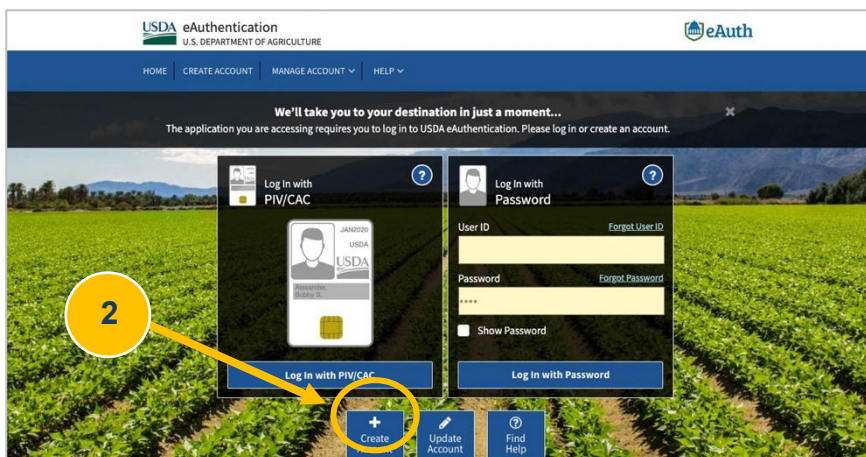 USDA eAuthentication
U.S. DEPARTMENT OF AGRICULTURE
eAuth
HOME CREATE ACCOUNT MANAGE ACCOUNT HELP
We'll take you to your destination in just a moment...
The application you are accessing requires you to log in to USDA eAuthentication. Please log in or create an account.
Log In with
PIV/CAC
?
JAN2020
USDA
USDA
Alexander,
Bobby B.
Log In with PIV/CAC
Log In with
Password
?
User ID Forgot User ID
Password Forgot Password
****
Show Password
Log In with Password
2
Create
Update
Account
Find
Help